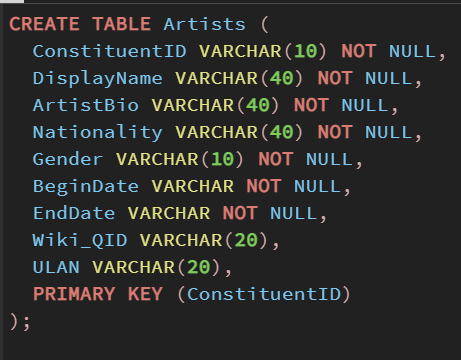 CREATE TABLE Artists (
ConstituentID VARCHAR(10) NOT NULL,
DisplayName VARCHAR(40) NOT NULL,
ArtistBio VARCHAR(40) NOT NULL,
Nationality VARCHAR(40) NOT NULL,
Gender VARCHAR(10) NOT NULL,
BeginDate VARCHAR NOT NULL,
EndDate VARCHAR NOT NULL,
Wiki_QID VARCHAR(20),
ULAN VARCHAR(20),
PRIMARY KEY (ConstituentID)
);